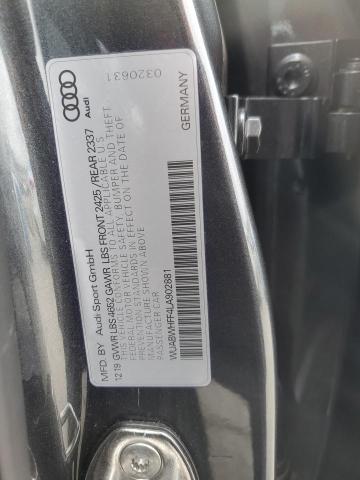 MFD. BY Audi Sport GmbH
12 19 GVWR LBS 4652 GAWR LBS FRONT 2425 / REAR 2337
THIS VEHICLE CONFORMS TO ALL APPLICABLE U.S.
FEDERAL MOTOR VEHICLE SAFETY, BUMPER AND THEFT
PREVENTION STANDARDS IN EFFECT ON THE DATE OF
MANUFACTURE SHOWN ABOVE
PASSENGER CAR
WUABWHFF4LA902881
GERMANY
Audi
0320631